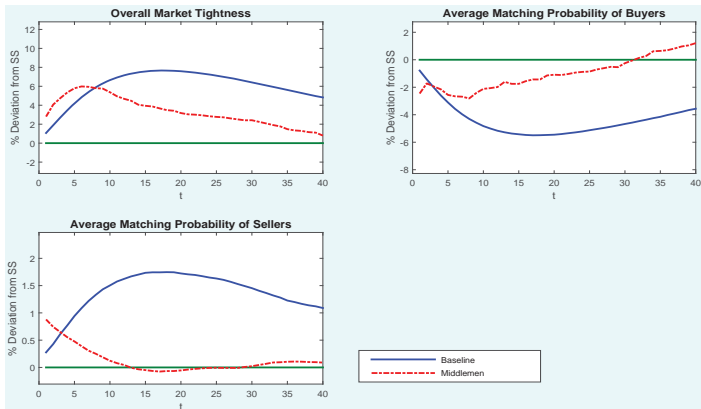 Overall Market Tightness
% Deviation from SS
12
10
8
6
4
2
0
-2
0 5 10 15 20 25 30 35 40
t
Average Matching Probability of Buyers
% Deviation from SS
2
0
-2
-4
-6
-8
0 5 10 15 20 25 30 35 40
t
Average Matching Probability of Sellers
% Deviation from SS
2
1.5
1
0.5
0
0 5 10 15 20 25 30 35 40
t
Baseline
Middlemen